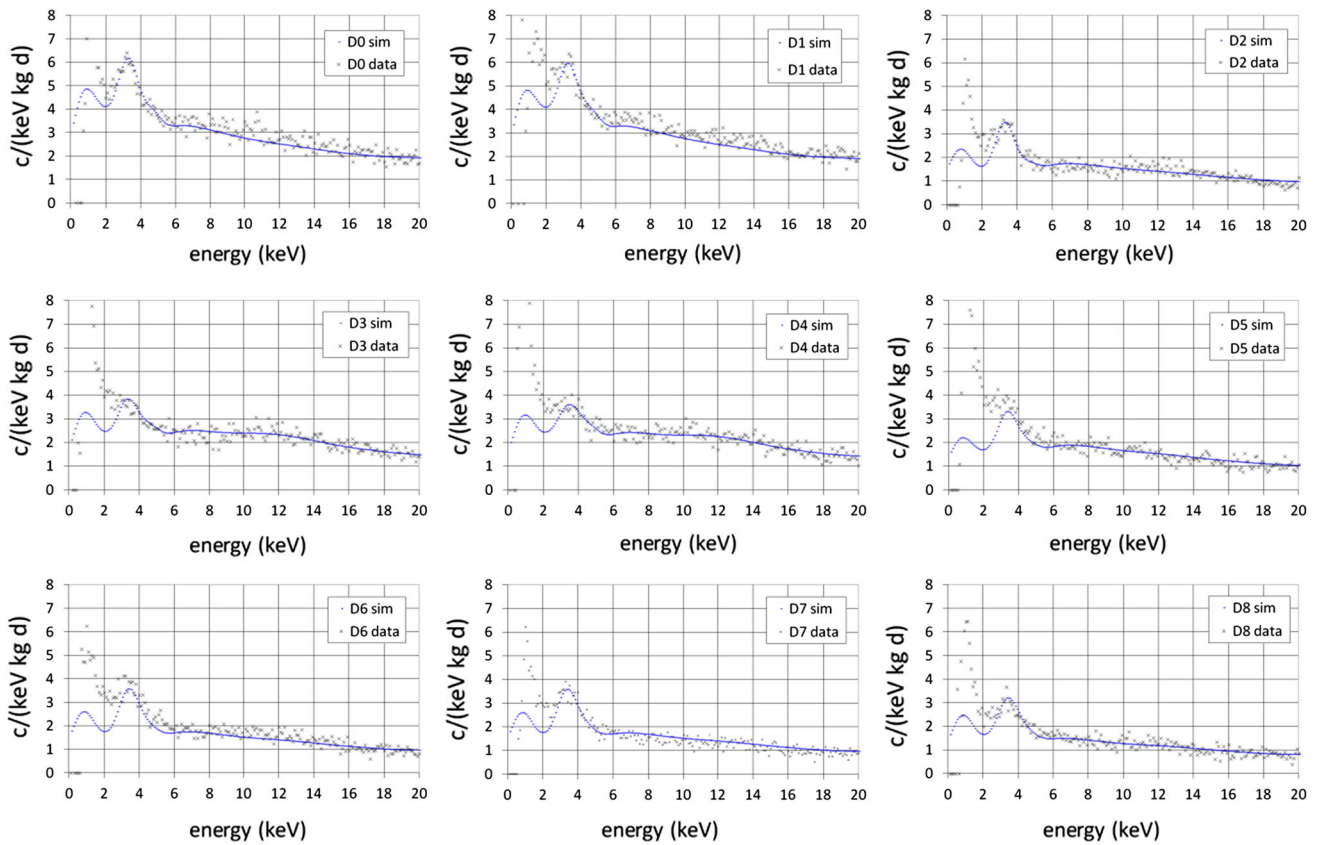 8
7
6
5
4
3
2
1
0
c/(keV kg d)
D0 sim
D0 data
0 2 4 6 8 10 12 14 16 18 20
energy (keV)
8
7
6
5
4
3
2
1
0
c/(keV kg d)
D1 sim
D1 data
0 2 4 6 8 10 12 14 16 18 20
energy (keV)
8
7
6
5
4
3
2
1
0
c/(keV kg d)
D2 sim
D2 data
0 2 4 6 8 10 12 14 16 18 20
energy (keV)
8
7
6
5
4
3
2
1
0
c/(keV kg d)
D3 sim
D3 data
0 2 4 6 8 10 12 14 16 18 20
energy (keV)
8
7
6
5
4
3
2
1
0
c/(keV kg d)
D4 sim
D4 data
0 2 4 6 8 10 12 14 16 18 20
energy (keV)
8
7
6
5
4
3
2
1
0
c/(keV kg d)
D5 sim
D5 data
0 2 4 6 8 10 12 14 16 18 20
energy (keV)
8
7
6
5
4
3
2
1
0
c/(keV kg d)
D6 sim
D6 data
0 2 4 6 8 10 12 14 16 18 20
energy (keV)
8
7
6
5
4
3
2
1
0
c/(keV kg d)
D7 sim
D7 data
0 2 4 6 8 10 12 14 16 18 20
energy (keV)
8
7
6
5
4
3
2
1
0
c/(keV kg d)
D8 sim
D8 data
0 2 4 6 8 10 12 14 16 18 20
energy (keV)